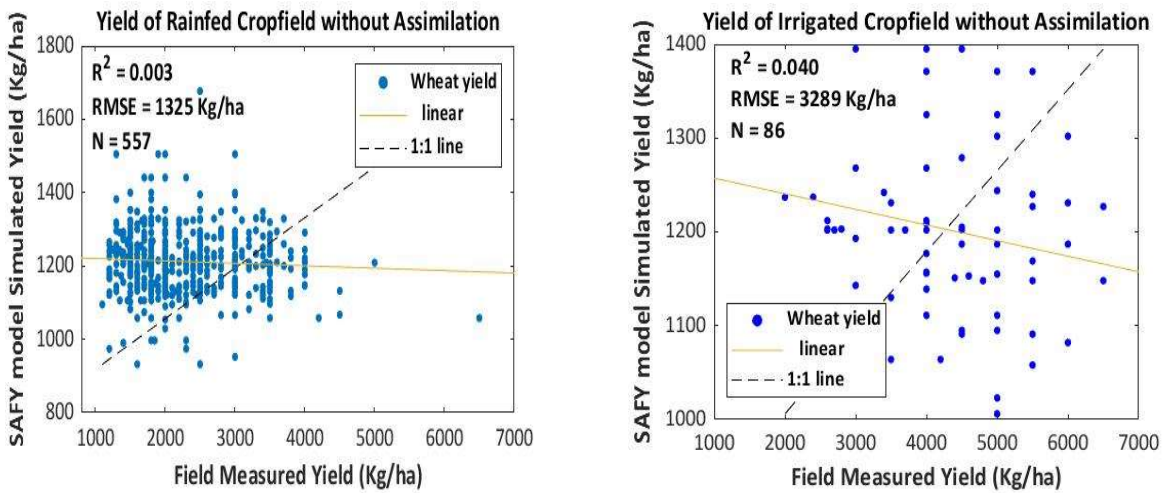 Yield of Rainfed Cropfield without Assimilation
SAFY model Simulated Yield (Kg/ha)
1800
1600
1400
1200
1000
800
R² = 0.003
RMSE = 1325 Kg/ha
N = 557
Wheat yield
linear
1:1 line
1000 2000 3000 4000 5000 6000 7000
Field Measured Yield (Kg/ha)
Yield of Irrigated Cropfield without Assimilation
SAFY model Simulated Yield (Kg/ha)
1400
1300
1200
1100
1000
R² = 0.040
RMSE = 3289 Kg/ha
N = 86
Wheat yield
linear
1:1 line
1000 2000 3000 4000 5000 6000 7000
Field Measured Yield (Kg/ha)